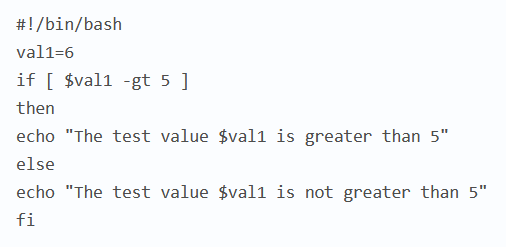 #!/bin/bash
val1=6
if [ $val1 -gt 5 ]
then
echo "The test value $val1 is greater than 5"
else
echo "The test value $val1 is not greater than 5"
fi